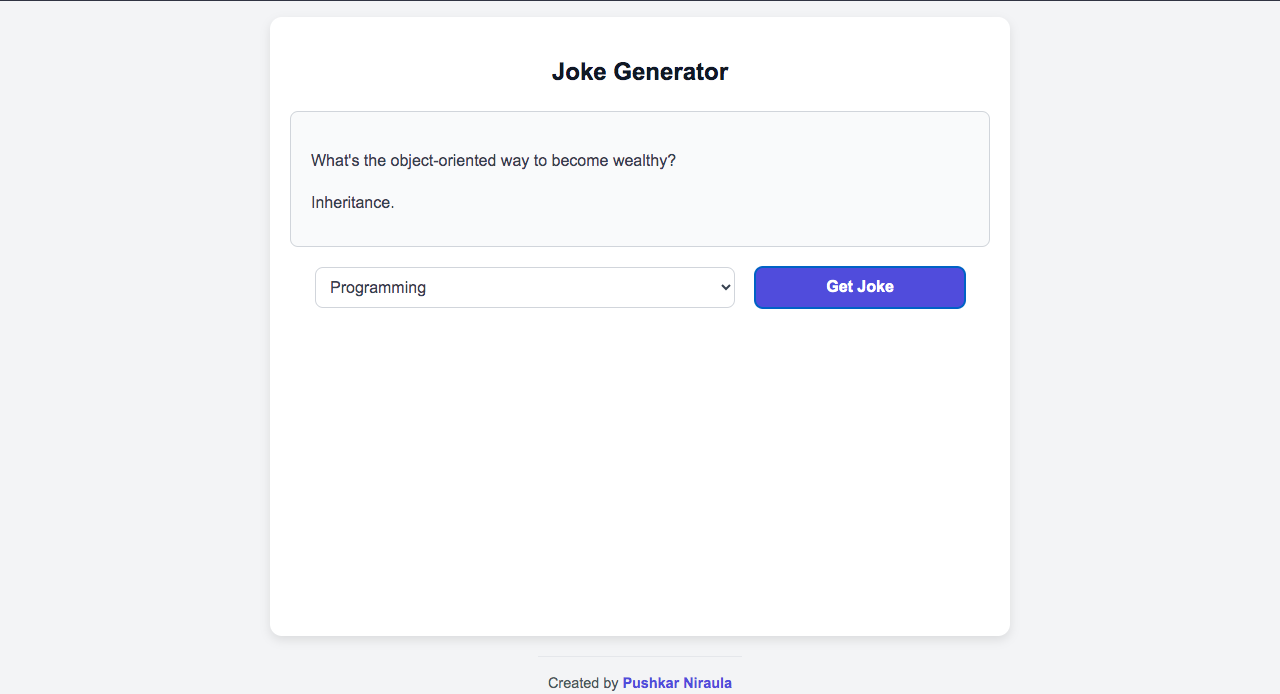 Joke Generator
What's the object-oriented way to become wealthy?
Inheritance.
Programming
Get Joke
Created by Pushkar Niraula